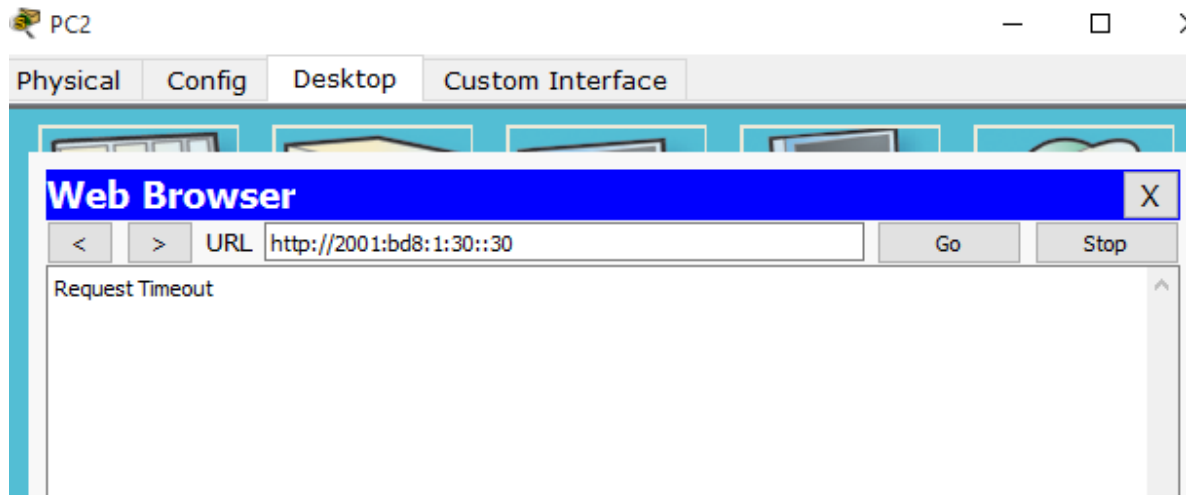 PC2
Physical Config Desktop Custom Interface
Web Browser X
< > URL http://2001:bd8:1:30::30 Go Stop
Request Timeout